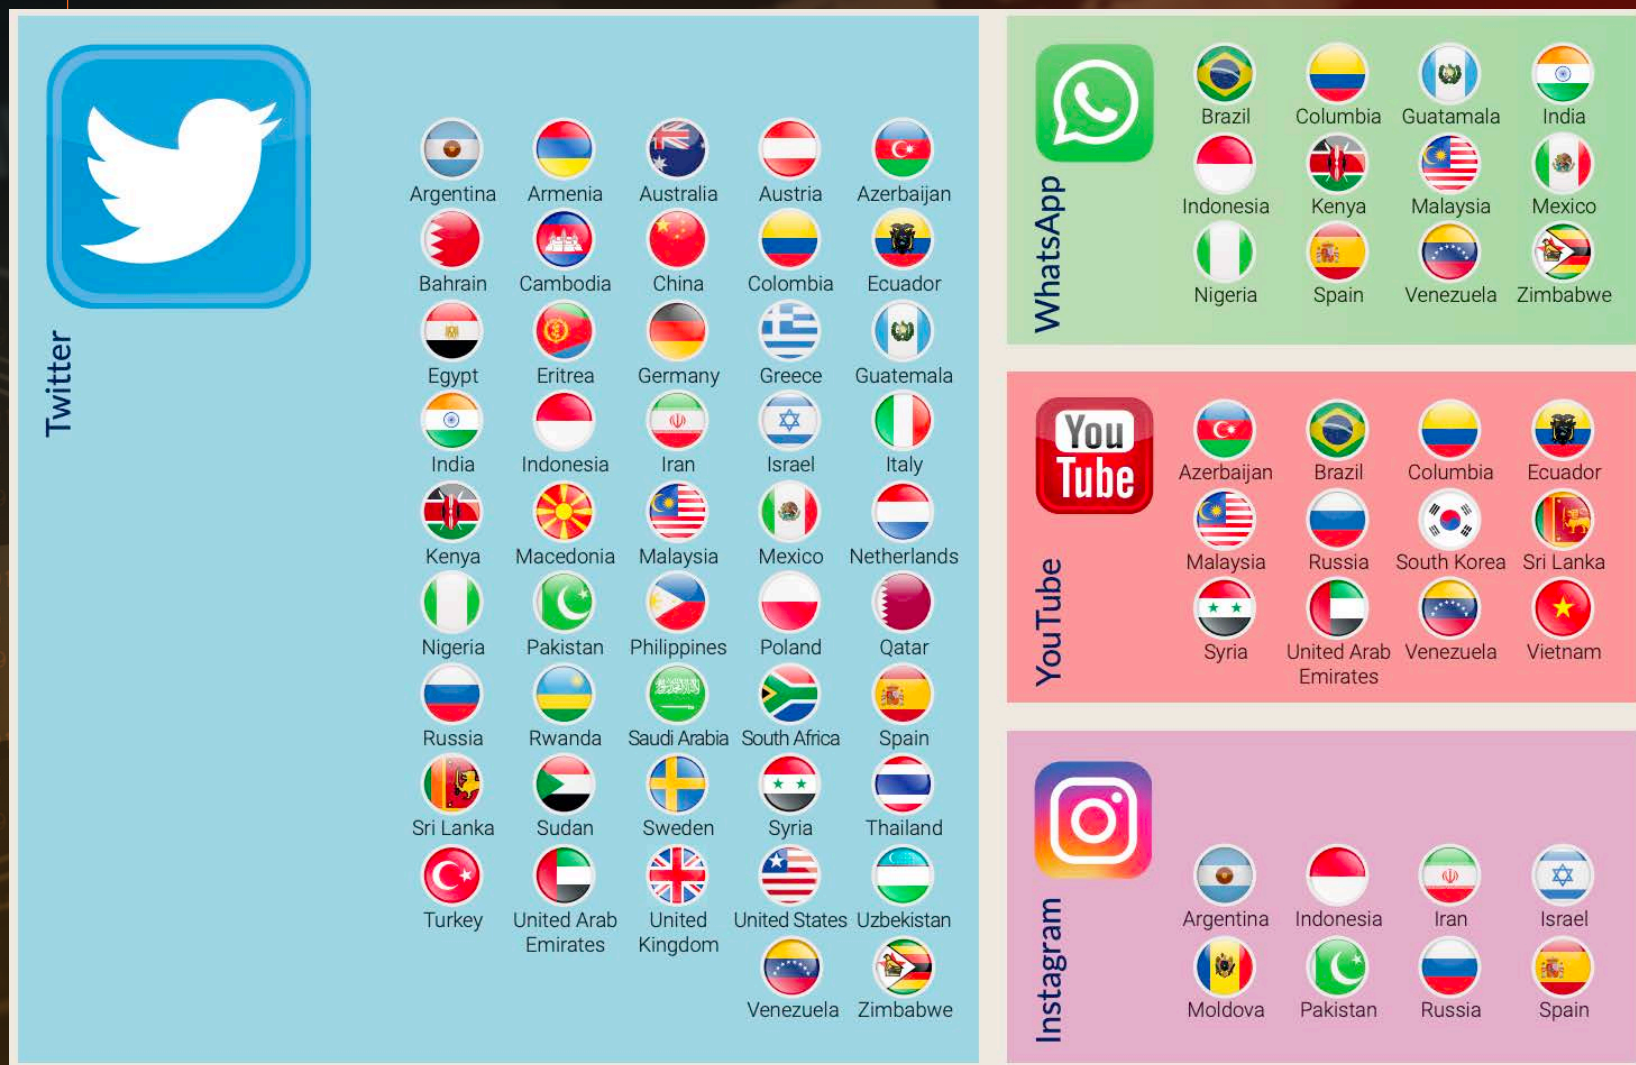 Twitter
Argentina Armenia Australia Austria Azerbaijan
Bahrain Cambodia China Colombia Ecuador
Egypt Eritrea Germany Greece Guatemala
India Indonesia Iran Israel Italy
Kenya Macedonia Malaysia Mexico Netherlands
Nigeria Pakistan Philippines Poland Qatar
Russia Rwanda Saudi Arabia South Africa Spain
Sri Lanka Sudan Sweden Syria Thailand
Turkey United Arab Emirates United Kingdom United States Uzbekistan
Venezuela Zimbabwe
WhatsApp
Brazil Columbia Guatamala India
Indonesia Kenya Malaysia Mexico
Nigeria Spain Venezuela Zimbabwe
You
Tube
YouTube
Azerbaijan Brazil Columbia Ecuador
Malaysia Russia South Korea Sri Lanka
Syria United Arab Emirates Venezuela Vietnam
Instagram
Argentina Indonesia Iran Israel
Moldova Pakistan Russia Spain